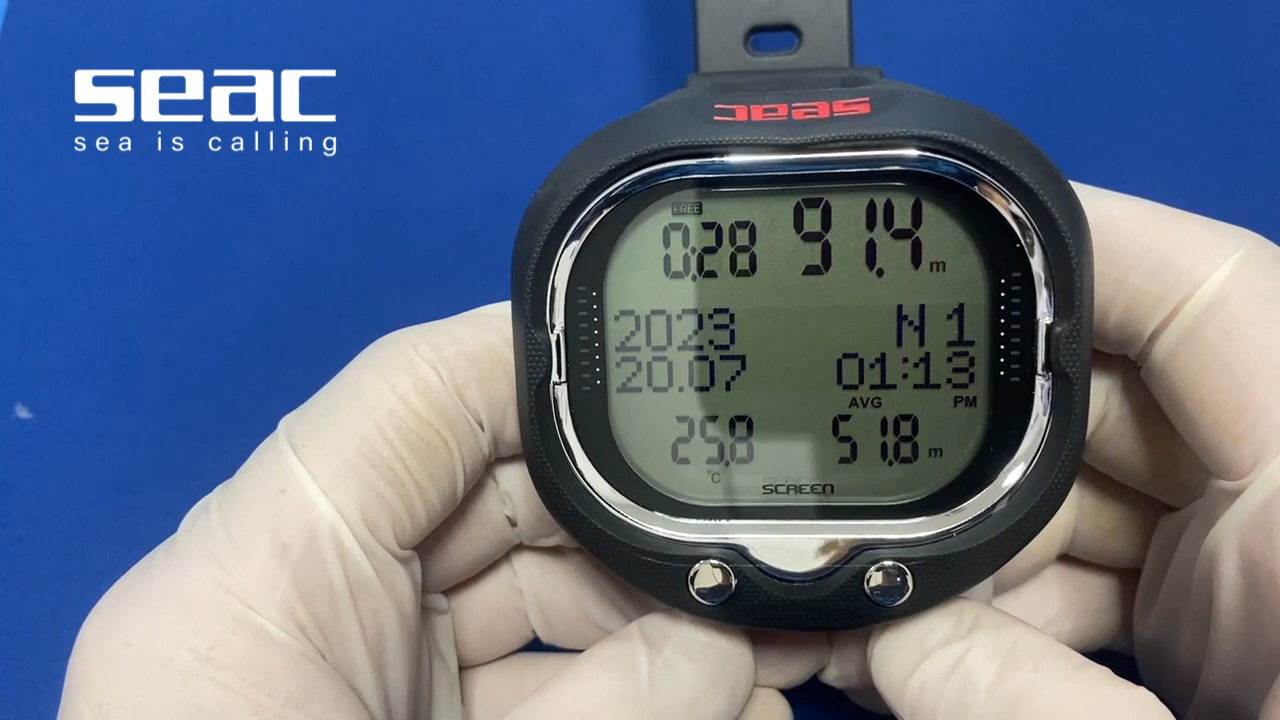 seac
sea is calling
seac
FREE
0:28 91.4 m
2023 N 1
20.07 01:13
AVG PM
25.8 51.8 m
°C
SCREEN